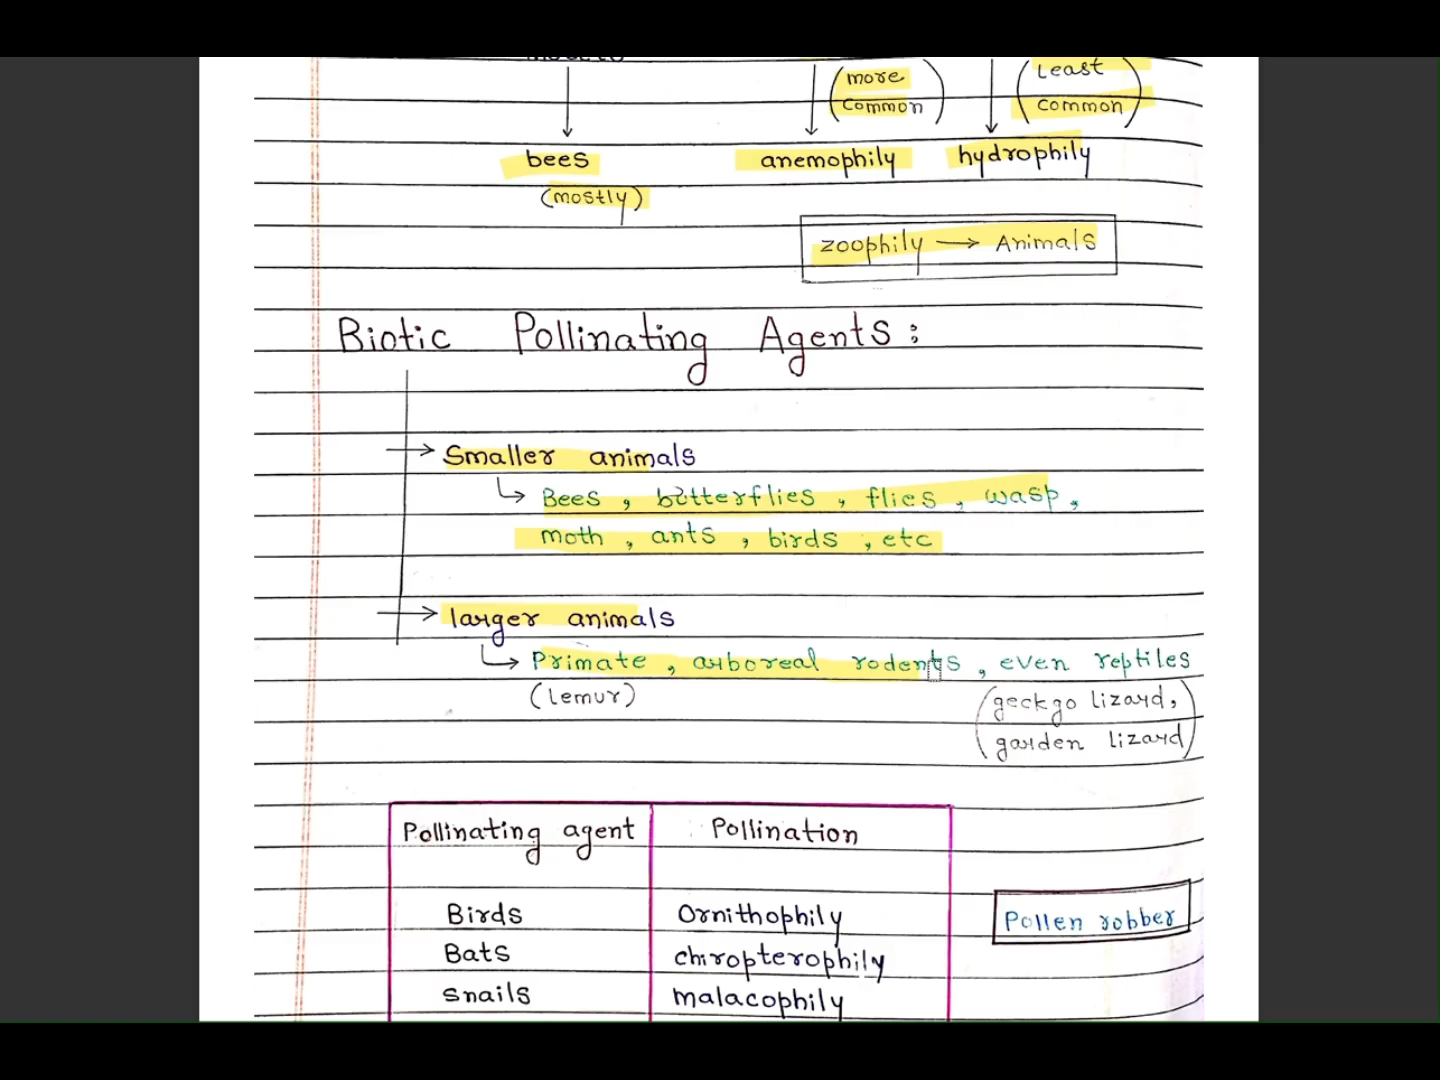 (more
common)
(Least
common)
bees
(mostly)
anemophily
hydrophily
zoophily → Animals
Biotic Pollinating Agents:
→ Smaller animals
↳ Bees, butterflies, flies, wasp,
moth, ants, birds, etc
→ larger animals
↳ Primate, arboreal rodents, even reptiles
(lemur)
(geckgo lizard,
garden lizard)
Pollinating agent Pollination
Birds Ornithophily
Bats chiropterophily
Snails malacophily
Pollen robber